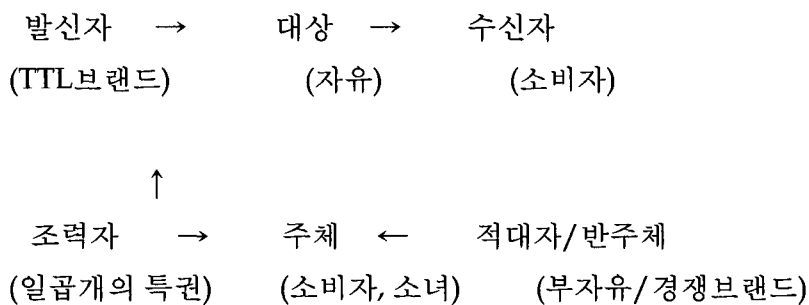 발신자 → 대상 → 수신자
(TTL브랜드) (자유) (소비자)
↑
조력자 → 주체 ← 적대자/반주체
(일곱개의 특권) (소비자, 소녀) (부자유/경쟁브랜드)